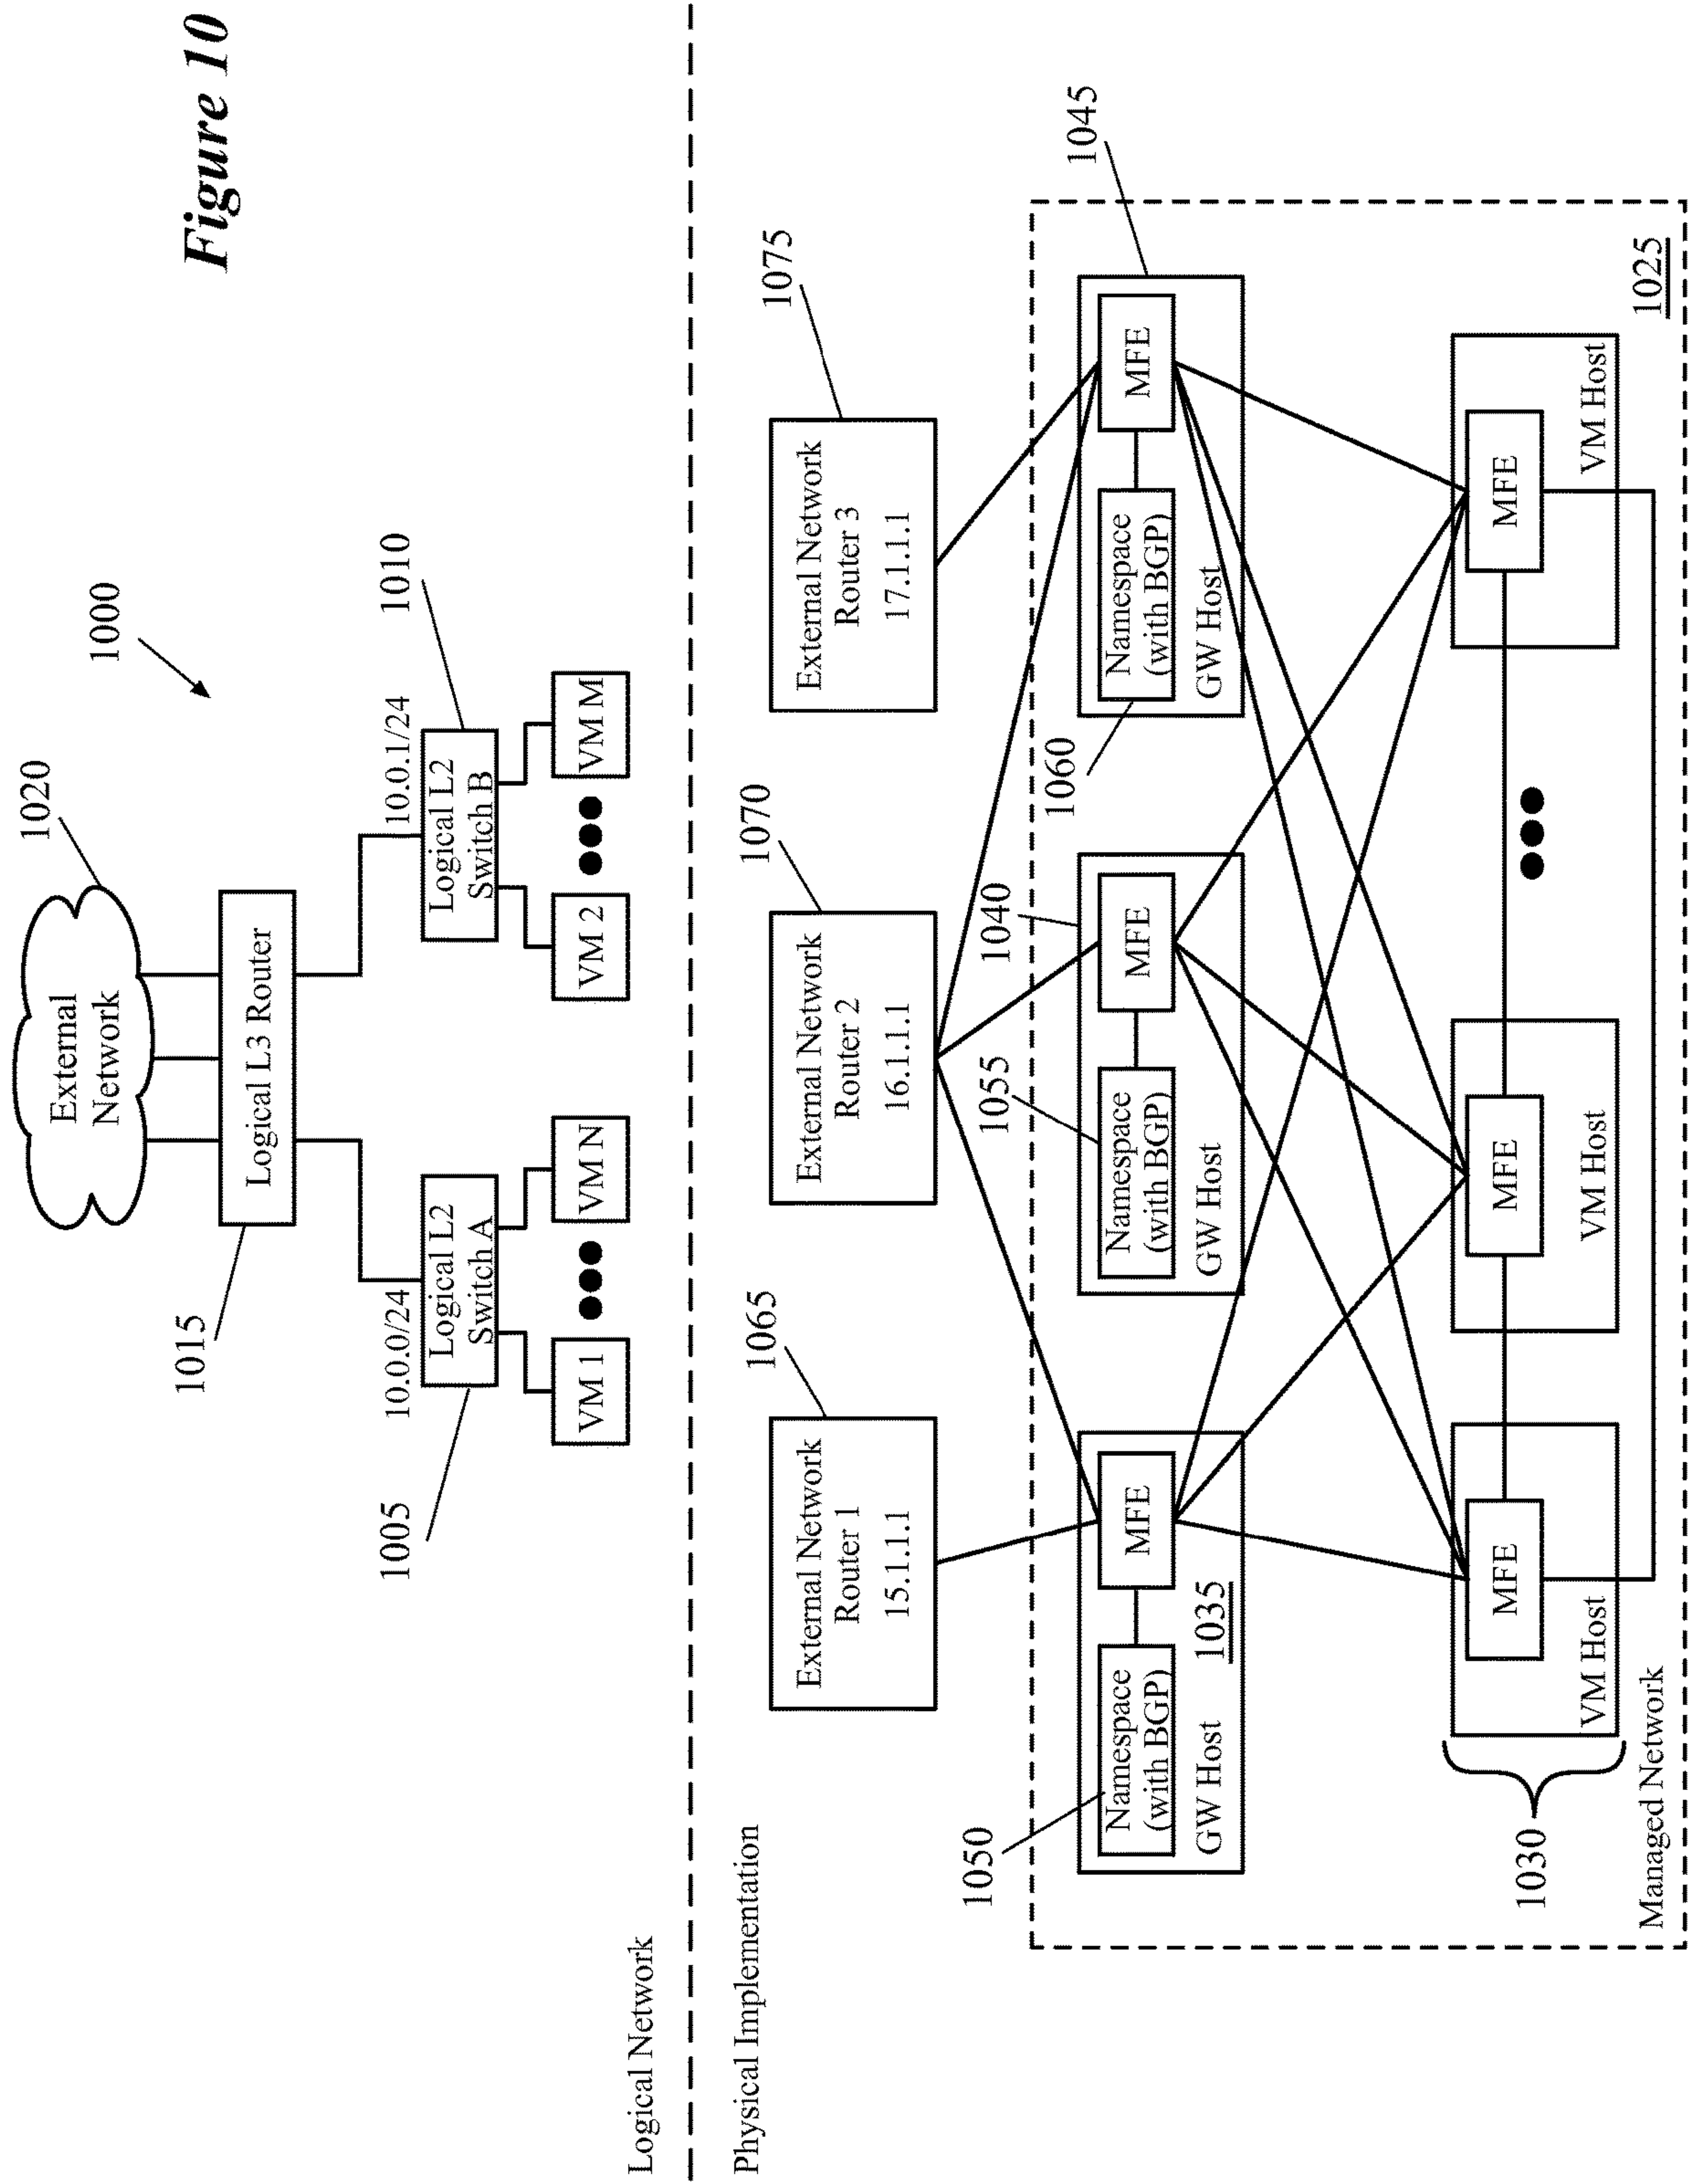 Figure 10
1000
1020
External
Network
1015
Logical L3 Router
10.0.0/24
10.0.1/24
1005
Logical L2
Switch A
Logical L2
Switch B
1010
VM 1
VM N
VM 2
VM M
Logical Network
Physical Implementation
1065
1070
1075
External Network
Router 1
15.1.1.1
External Network
Router 2
16.1.1.1
External Network
Router 3
17.1.1.1
1050
1055
1040
1060
1045
Namespace
(with BGP)
MFE
GW Host
1035
Namespace
(with BGP)
MFE
GW Host
Namespace
(with BGP)
MFE
GW Host
1030
MFE
VM Host
MFE
VM Host
MFE
VM Host
Managed Network
1025